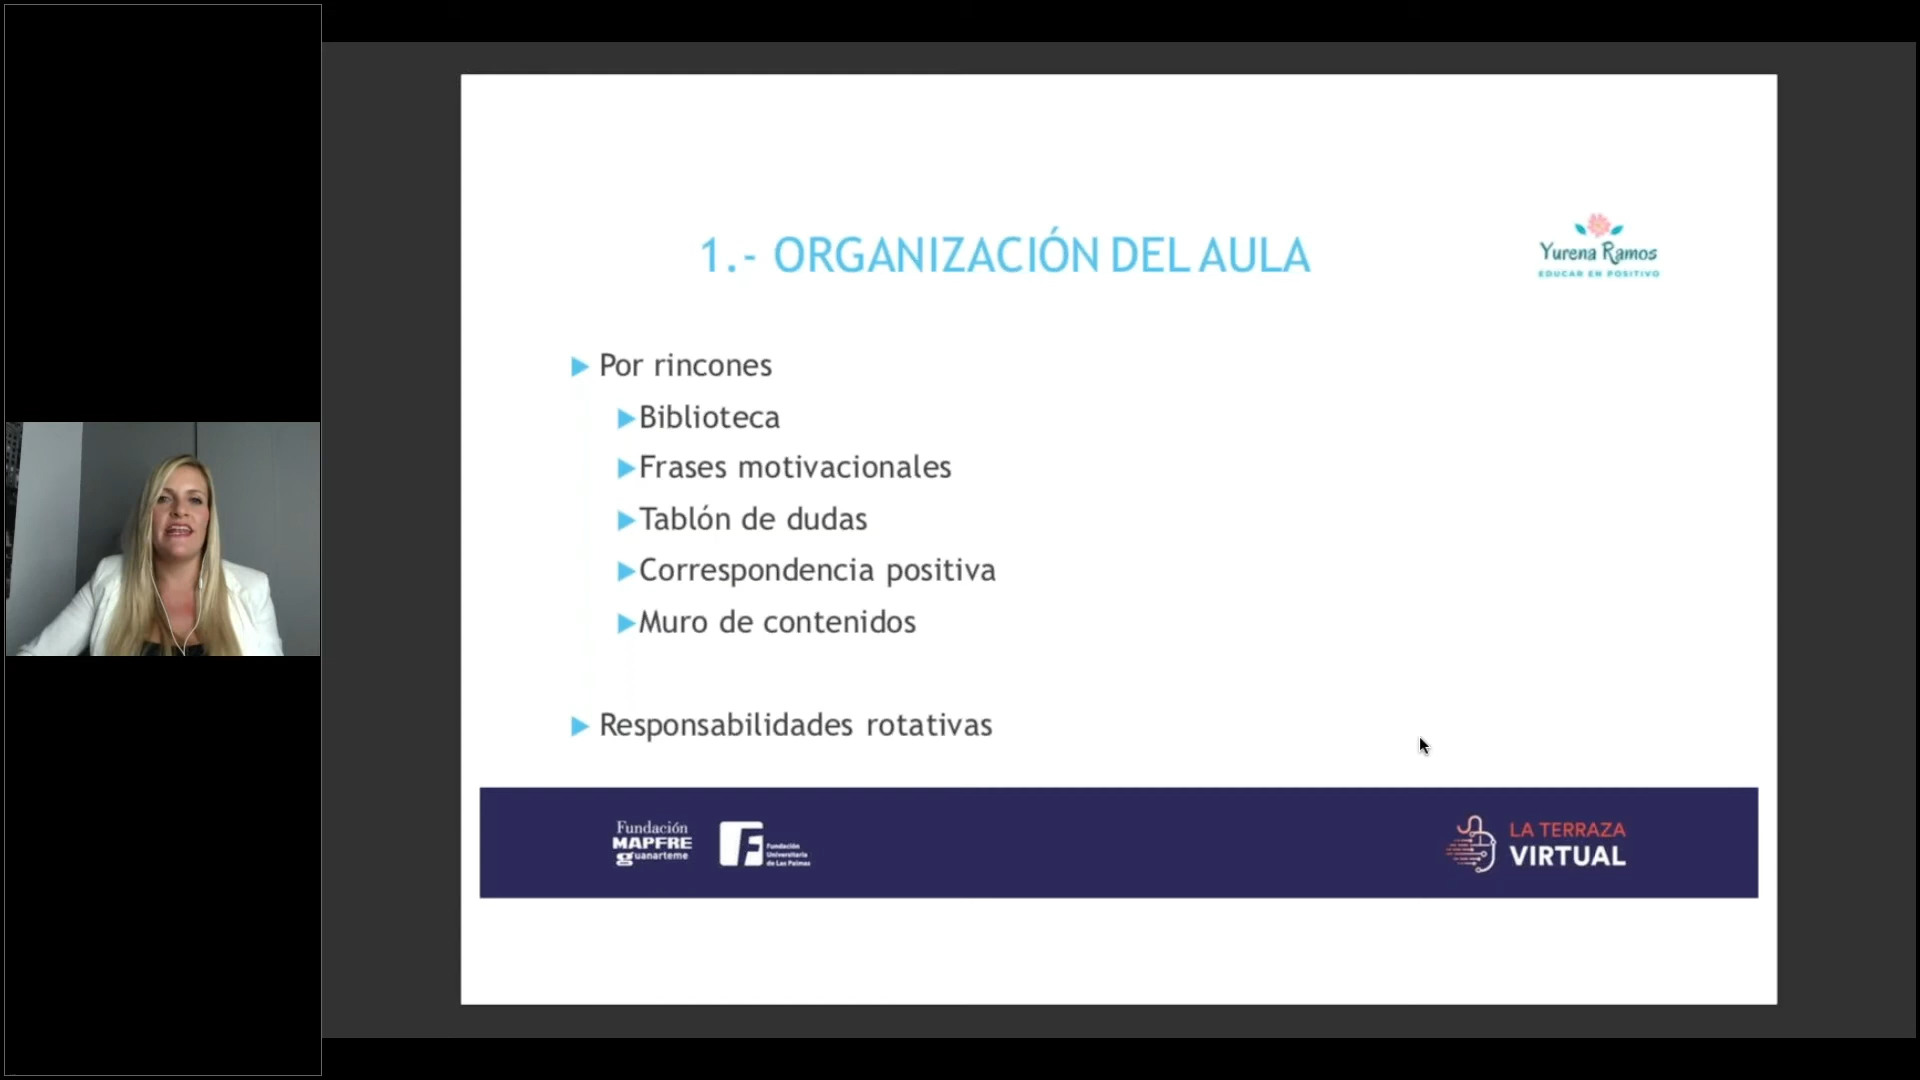 1.- ORGANIZACIÓN DEL AULA
Yurena Ramos
EDUCAR EN POSITIVO
Por rincones
Biblioteca
Frases motivacionales
Tablón de dudas
Correspondencia positiva
Muro de contenidos
Responsabilidades rotativas
Fundación
MAPFRE
guanarteme
Fundación
Universitaria
de Las Palmas
LA TERRAZA
VIRTUAL